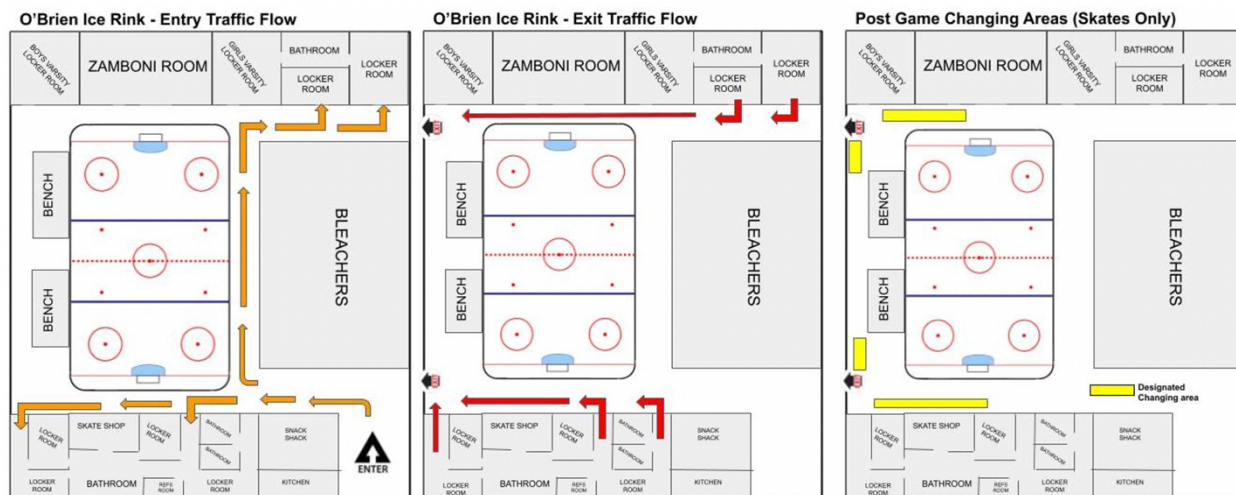 O'Brien Ice Rink - Entry Traffic Flow
BOYS VARSITY
LOCKER ROOM
ZAMBONI ROOM
GIRLS VARSITY
LOCKER ROOM
BATHROOM
LOCKER
ROOM
LOCKER
ROOM
BENCH
BENCH
BLEACHERS
LOCKER
ROOM
SKATE SHOP
LOCKER
ROOM
BATHROOM
BATHROOM
SNACK
SHACK
ENTER
LOCKER
ROOM
BATHROOM
REFS
ROOM
LOCKER
ROOM
KITCHEN
O'Brien Ice Rink - Exit Traffic Flow
BOYS VARSITY
LOCKER ROOM
ZAMBONI ROOM
GIRLS VARSITY
LOCKER ROOM
BATHROOM
LOCKER
ROOM
LOCKER
ROOM
BENCH
BENCH
BLEACHERS
LOCKER
ROOM
SKATE SHOP
LOCKER
ROOM
BATHROOM
BATHROOM
SNACK
SHACK
LOCKER
ROOM
BATHROOM
REFS
ROOM
LOCKER
ROOM
KITCHEN
Post Game Changing Areas (Skates Only)
BOYS VARSITY
LOCKER ROOM
ZAMBONI ROOM
GIRLS VARSITY
LOCKER ROOM
BATHROOM
LOCKER
ROOM
LOCKER
ROOM
BENCH
BENCH
BLEACHERS
Designated
Changing area
LOCKER
ROOM
SKATE SHOP
LOCKER
ROOM
BATHROOM
BATHROOM
SNACK
SHACK
LOCKER
ROOM
BATHROOM
REFS
ROOM
LOCKER
ROOM
KITCHEN